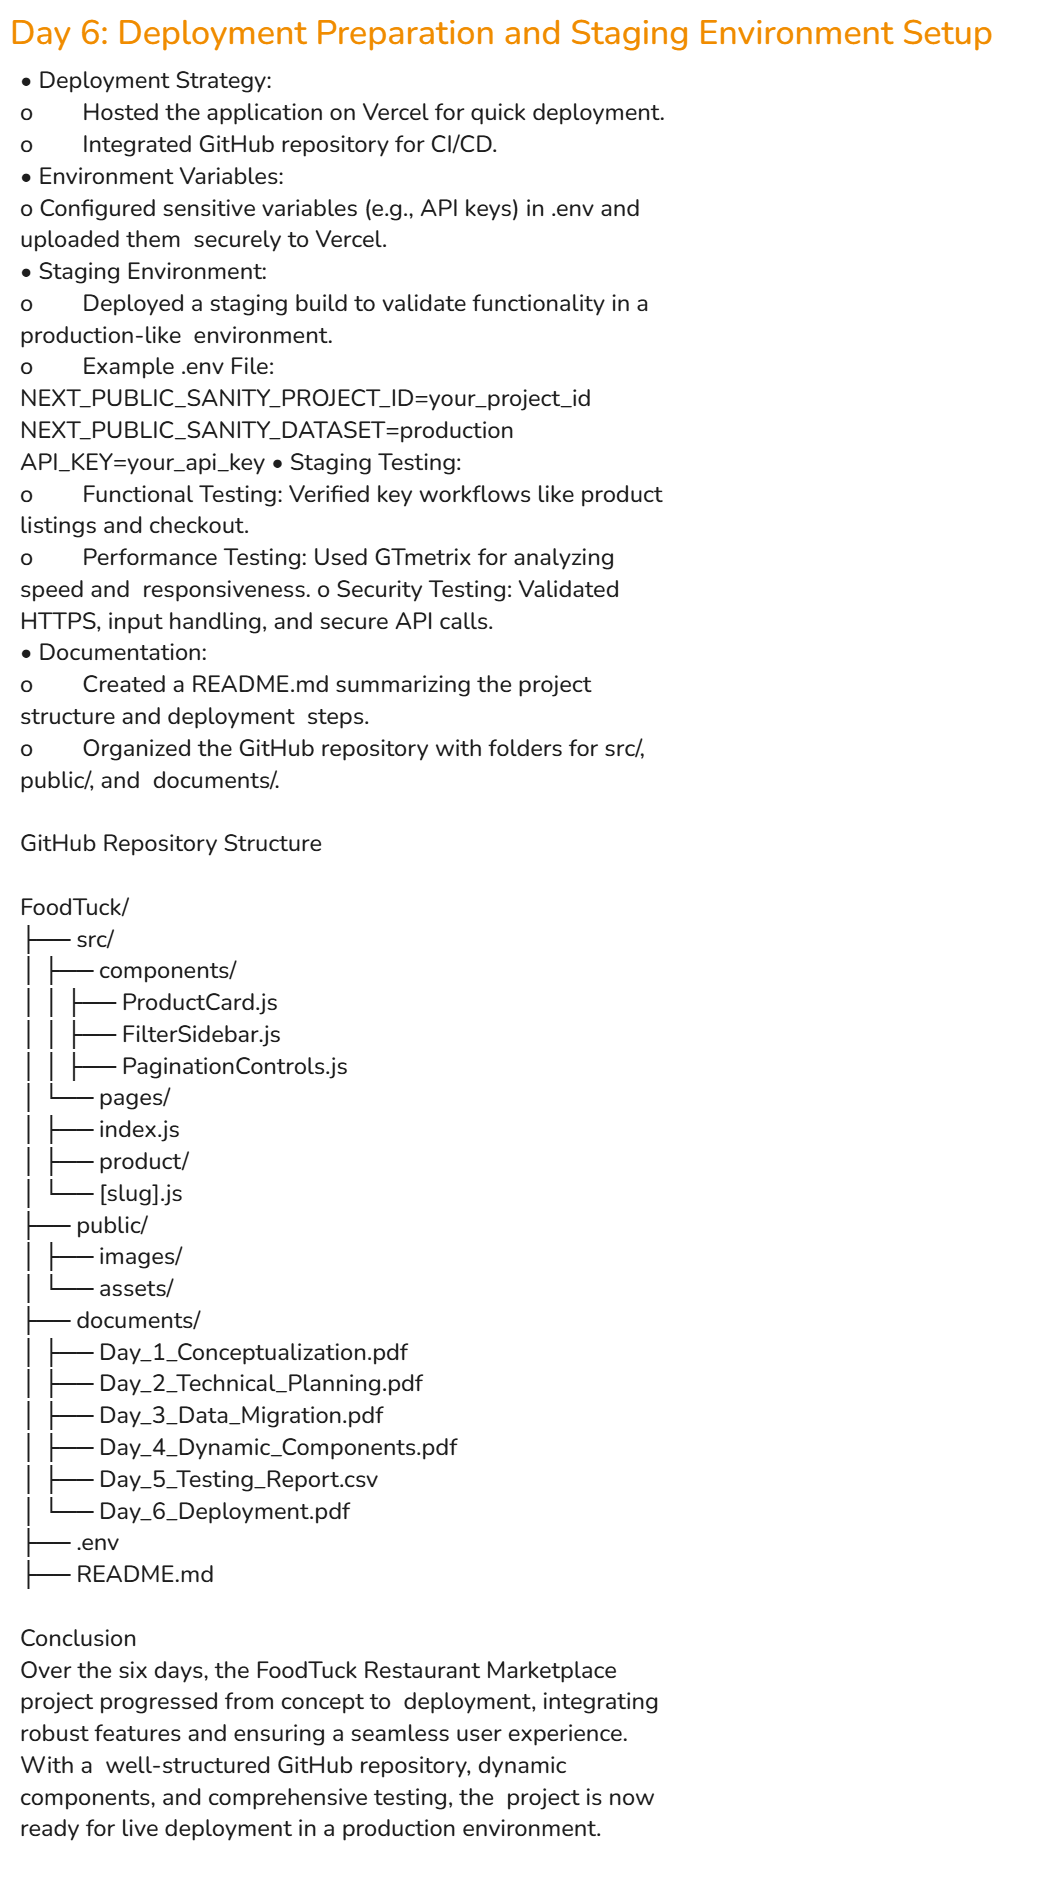 Day 6: Deployment Preparation and Staging Environment Setup
• Deployment Strategy:
o Hosted the application on Vercel for quick deployment.
o Integrated GitHub repository for CI/CD.
• Environment Variables:
o Configured sensitive variables (e.g., API keys) in .env and
uploaded them  securely to Vercel.
• Staging Environment:
o Deployed a staging build to validate functionality in a
production-like  environment.
o Example .env File:
NEXT_PUBLIC_SANITY_PROJECT_ID=your_project_id
NEXT_PUBLIC_SANITY_DATASET=production
API_KEY=your_api_key • Staging Testing:
o Functional Testing: Verified key workflows like product
listings and checkout.
o Performance Testing: Used GTmetrix for analyzing
speed and  responsiveness. o Security Testing: Validated
HTTPS, input handling, and secure API calls.
• Documentation:
o Created a README.md summarizing the project
structure and deployment  steps.
o Organized the GitHub repository with folders for src/,
public/, and  documents/.

GitHub Repository Structure

FoodTuck/
├── src/
│ ├── components/
│ │ ├── ProductCard.js
│ │ ├── FilterSidebar.js
│ │ ├── PaginationControls.js
│ └── pages/
│ ├── index.js
│ ├── product/
│ └── [slug].js
├── public/
│ ├── images/
│ └── assets/
├── documents/
│ ├── Day_1_Conceptualization.pdf
│ ├── Day_2_Technical_Planning.pdf
│ ├── Day_3_Data_Migration.pdf
│ ├── Day_4_Dynamic_Components.pdf
│ ├── Day_5_Testing_Report.csv
│ └── Day_6_Deployment.pdf
├── .env
├── README.md

Conclusion
Over the six days, the FoodTuck Restaurant Marketplace
project progressed from concept to  deployment, integrating
robust features and ensuring a seamless user experience.
With a  well-structured GitHub repository, dynamic
components, and comprehensive testing, the  project is now
ready for live deployment in a production environment.